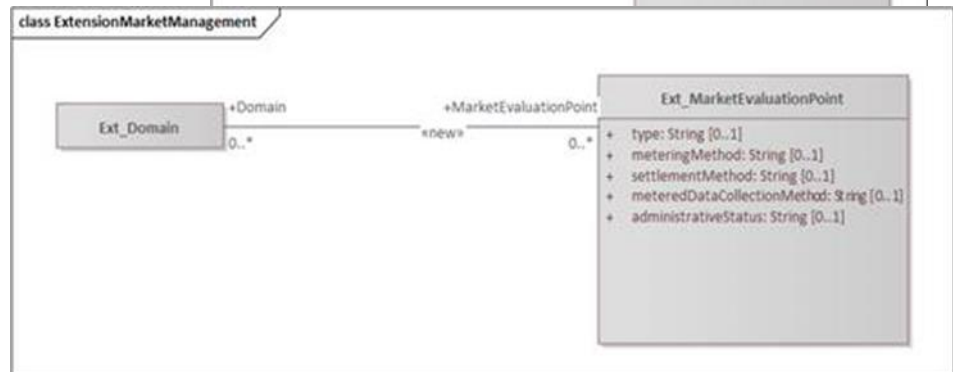 class ExtensionMarketManagement
Ext_Domain
+Domain
0..*
«new»
+MarketEvaluationPoint
0..*
Ext_MarketEvaluationPoint
+ type: String [0..1]
+ meteringMethod: String [0..1]
+ settlementMethod: String [0..1]
+ meteredDataCollectionMethod: String [0..1]
+ administrativeStatus: String [0..1]